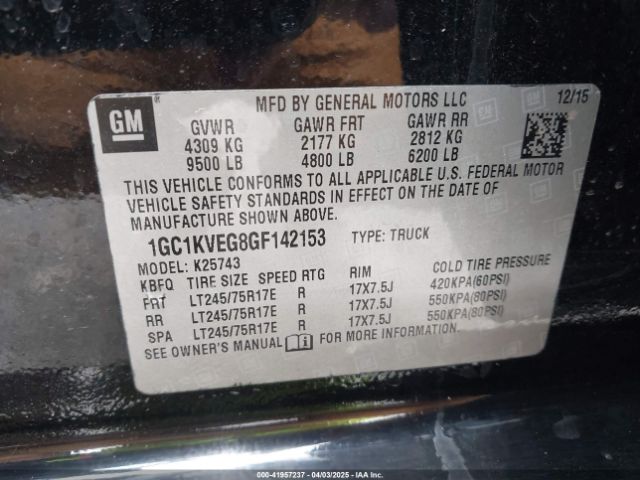 GM
MFD BY GENERAL MOTORS LLC 12/15
GVWR GAWR FRT GAWR RR
4309 KG 2177 KG 2812 KG
9500 LB 4800 LB 6200 LB
THIS VEHICLE CONFORMS TO ALL APPLICABLE U.S. FEDERAL MOTOR
VEHICLE SAFETY STANDARDS IN EFFECT ON THE DATE OF
MANUFACTURE SHOWN ABOVE.
1GC1KVEG8GF142153 TYPE: TRUCK
MODEL: K25743
KBFQ TIRE SIZE SPEED RTG RIM COLD TIRE PRESSURE
FRT LT245/75R17E R 17X7.5J 420KPA(60PSI)
RR LT245/75R17E R 17X7.5J 550KPA(80PSI)
SPA LT245/75R17E R 17X7.5J 550KPA(80PSI)
SEE OWNER'S MANUAL FOR MORE INFORMATION.
000-41957237 - 04/03/2025 - IAA Inc.